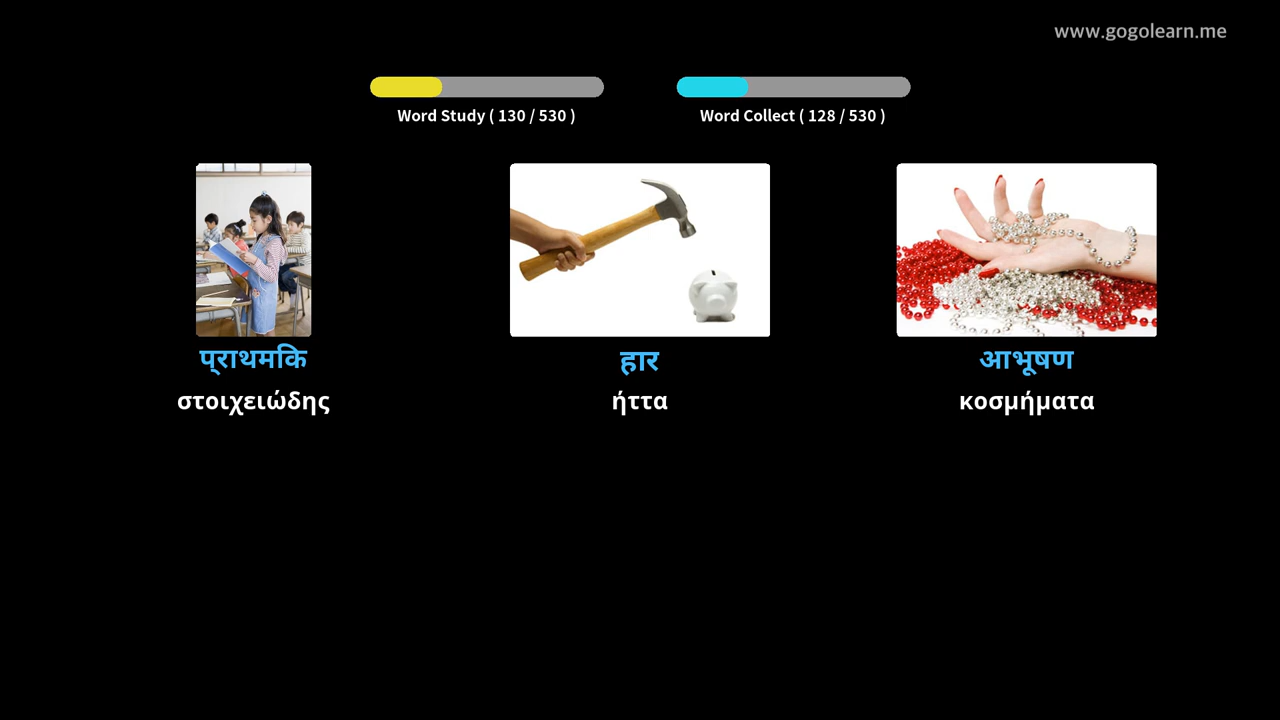 www.gogolearn.me
Word Study ( 130 / 530 )
Word Collect ( 128 / 530 )
प्राथमकि
हार
आभूषण
στοιχειώδης
ήττα
κοσμήματα